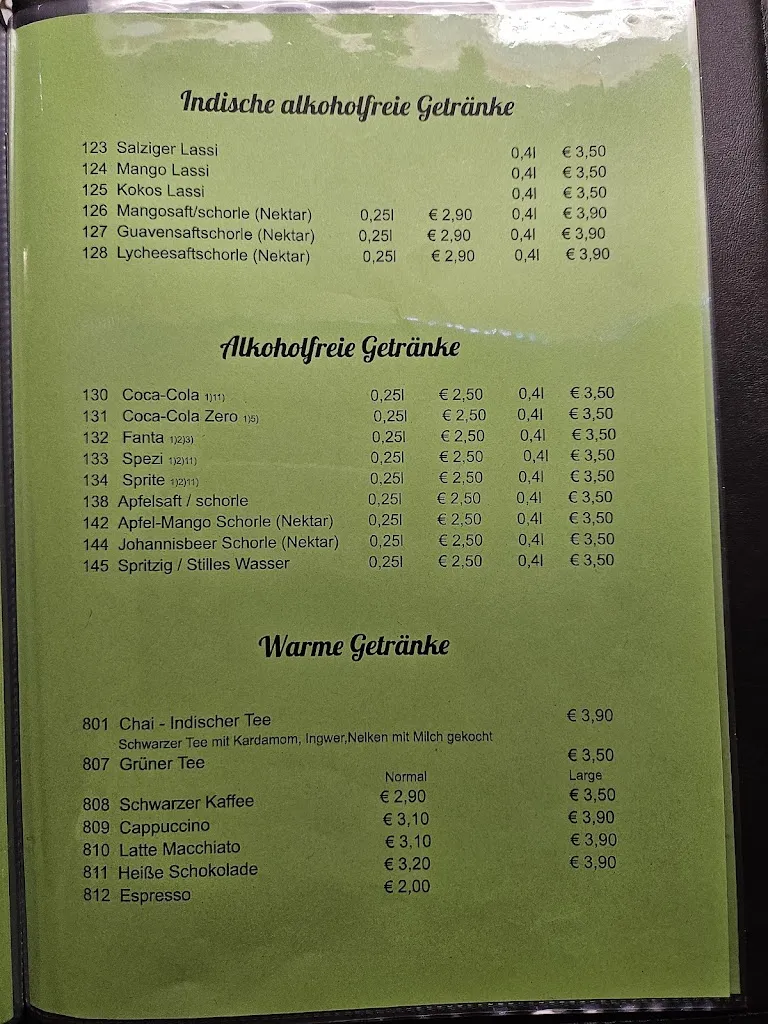 Indische alkoholfreie Getränke
123 Salziger Lassi 0,4l € 3,50
124 Mango Lassi 0,4l € 3,50
125 Kokos Lassi 0,4l € 3,50
126 Mangosaft/schorle (Nektar) 0,25l € 2,90 0,4l € 3,90
127 Guavensaftschorle (Nektar) 0,25l € 2,90 0,4l € 3,90
128 Lycheesaftschorle (Nektar) 0,25l € 2,90 0,4l € 3,90
Alkoholfreie Getränke
130 Coca-Cola 1)11) 0,25l € 2,50 0,4l € 3,50
131 Coca-Cola Zero 1)5) 0,25l € 2,50 0,4l € 3,50
132 Fanta 1)2)3) 0,25l € 2,50 0,4l € 3,50
133 Spezi 1)2)11) 0,25l € 2,50 0,4l € 3,50
134 Sprite 1)2)11) 0,25l € 2,50 0,4l € 3,50
138 Apfelsaft / schorle 0,25l € 2,50 0,4l € 3,50
142 Apfel-Mango Schorle (Nektar) 0,25l € 2,50 0,4l € 3,50
144 Johannisbeer Schorle (Nektar) 0,25l € 2,50 0,4l € 3,50
145 Spritzig / Stilles Wasser 0,25l € 2,50 0,4l € 3,50
Warme Getränke
801 Chai - Indischer Tee € 3,90
Schwarzer Tee mit Kardamom, Ingwer,Nelken mit Milch gekocht
807 Grüner Tee € 3,50
Normal Large
808 Schwarzer Kaffee € 2,90 € 3,50
809 Cappuccino € 3,10 € 3,90
810 Latte Macchiato € 3,10 € 3,90
811 Heiße Schokolade € 3,20 € 3,90
812 Espresso € 2,00